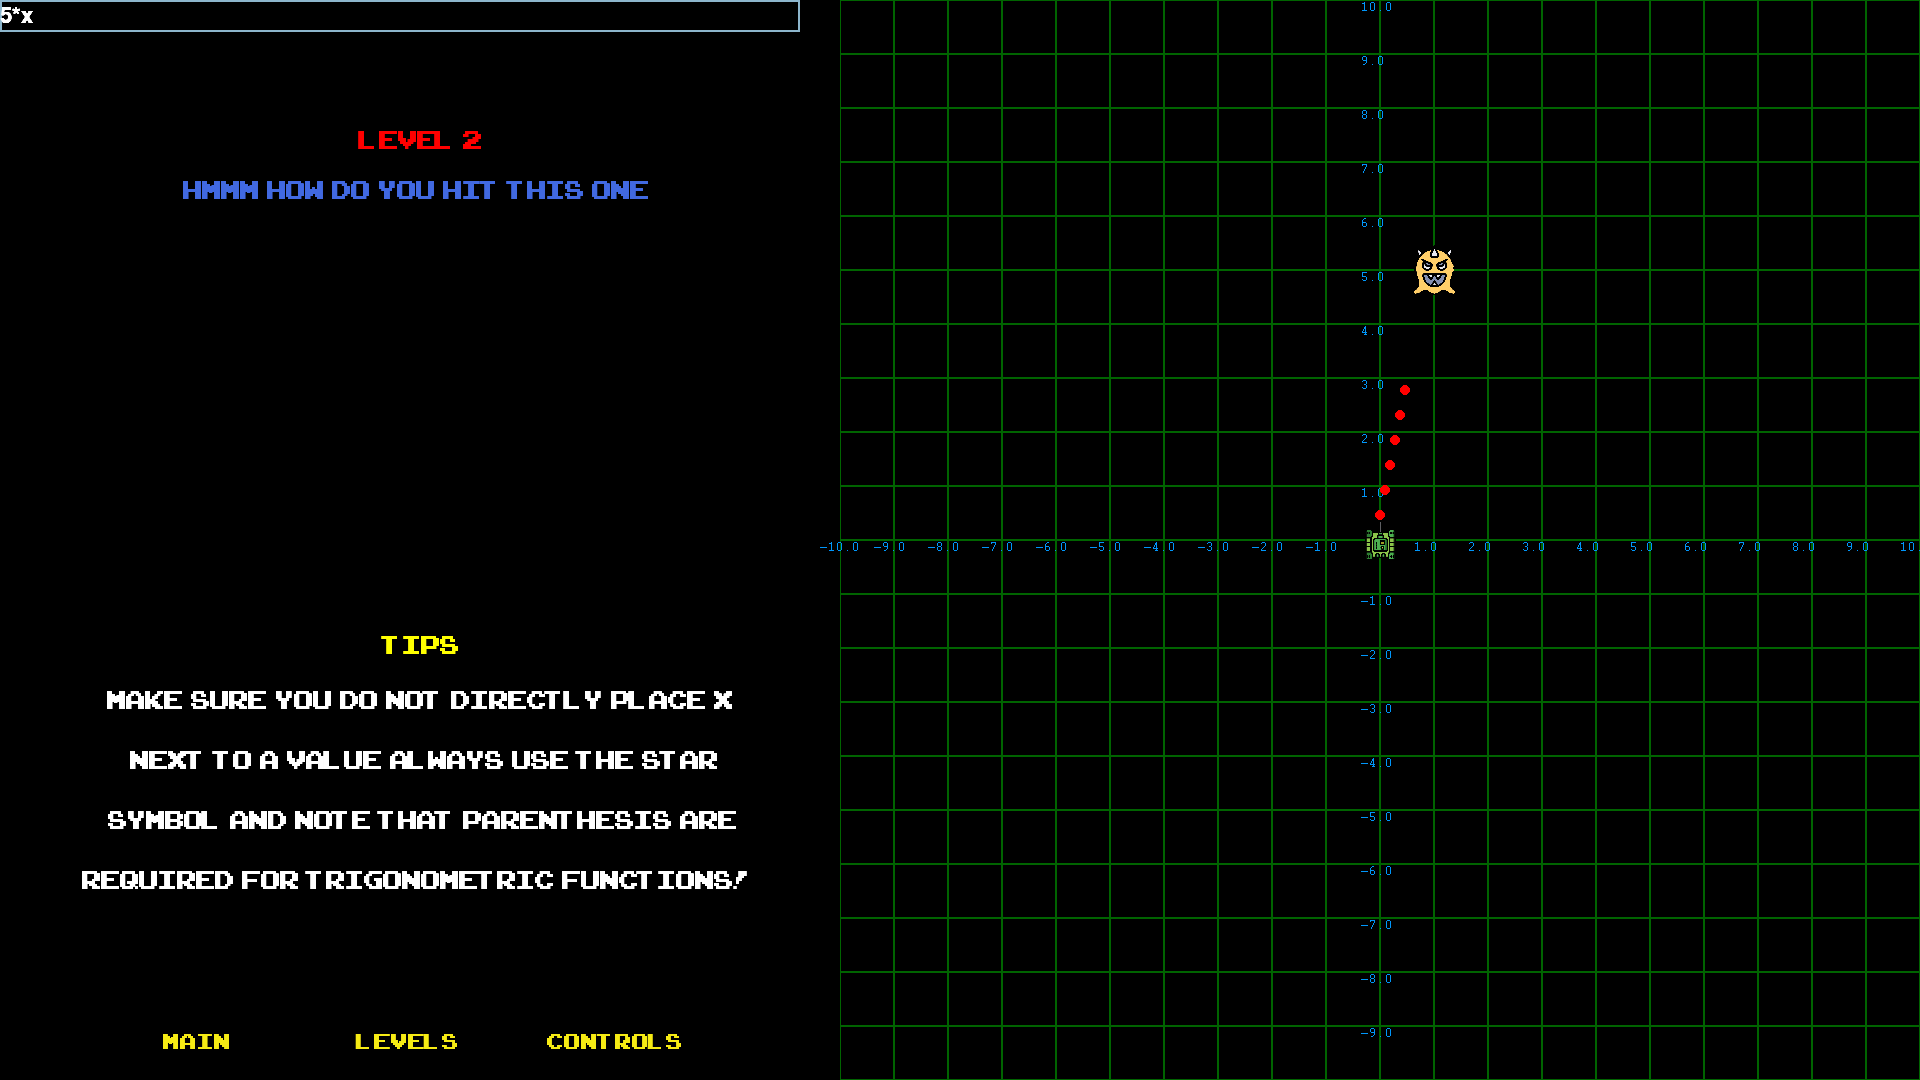 5*x
LEVEL 2
HMMM HOW DO YOU HIT THIS ONE
TIPS
MAKE SURE YOU DO NOT DIRECTLY PLACE X
NEXT TO A VALUE ALWAYS USE THE STAR
SYMBOL AND NOTE THAT PARENTHESIS ARE
REQUIRED FOR TRIGONOMETRIC FUNCTIONS!
MAIN LEVELS CONTROLS
10.0
9.0
8.0
7.0
6.0
5.0
4.0
3.0
2.0
1.0
-10.0 -9.0 -8.0 -7.0 -6.0 -5.0 -4.0 -3.0 -2.0 -1.0 1.0 2.0 3.0 4.0 5.0 6.0 7.0 8.0 9.0 10.
-1.0
-2.0
-3.0
-4.0
-5.0
-6.0
-7.0
-8.0
-9.0